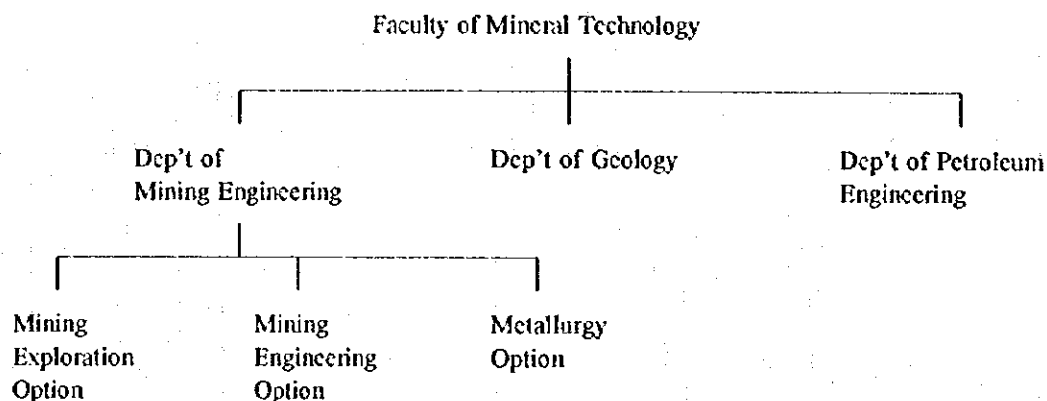 Faculty of Mineral Technology
Dep't of
Mining Engineering
Dep't of Geology
Dep't of Petroleum
Engineering
Mining
Exploration
Option
Mining
Engineering
Option
Metallurgy
Option